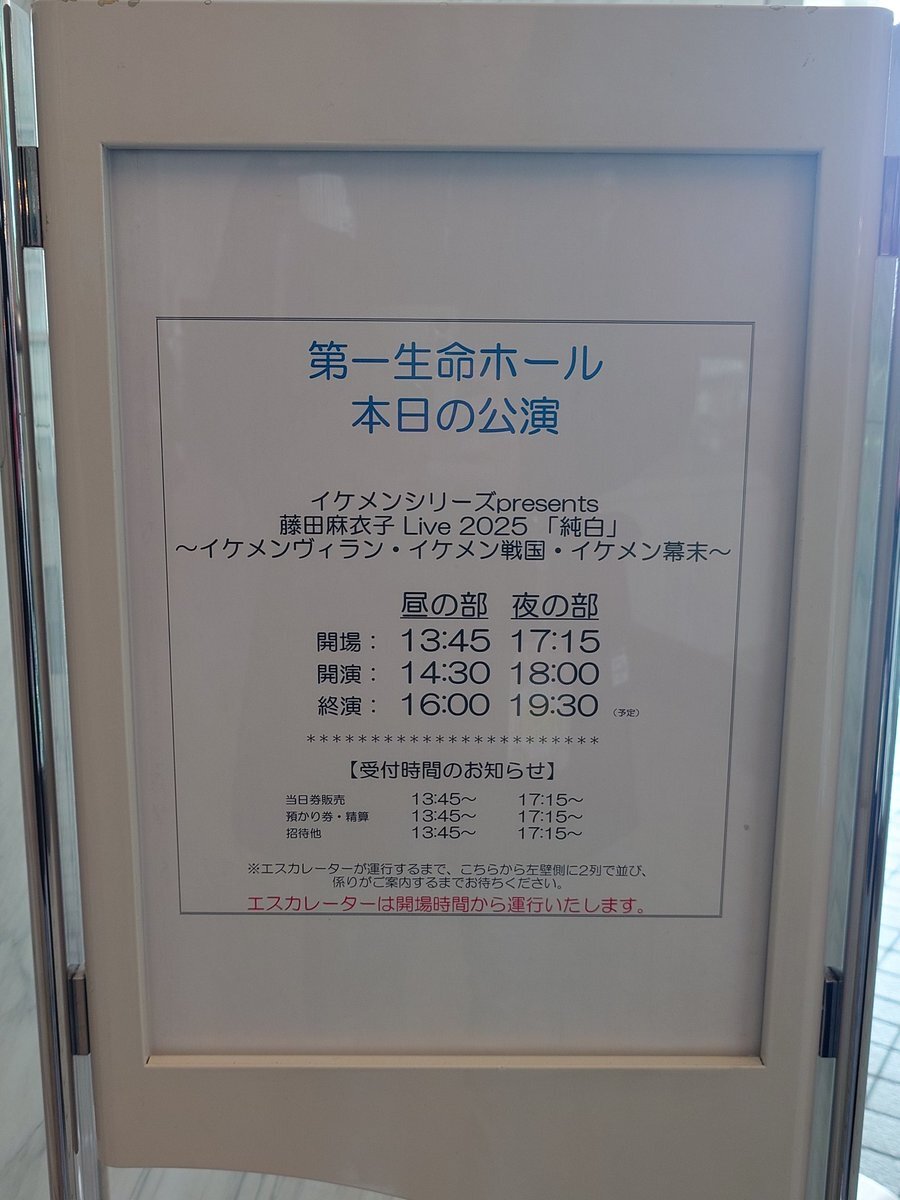 第一生命ホール
本日の公演
イケメンシリーズpresents
藤田麻衣子 Live 2025 「純白」
～イケメンヴィラン・イケメン戦国・イケメン幕末～
昼の部 夜の部
開場： 13:45 17:15
開演： 14:30 18:00
終演： 16:00 19:30 （予定）
***********************
【受付時間のお知らせ】
当日券販売 13:45～ 17:15～
預かり券・精算 13:45～ 17:15～
招待他 13:45～ 17:15～
※エスカレーターが運行するまで、こちらから左壁側に2列で並び、
係りがご案内するまでお待ちください。
エスカレーターは開場時間から運行いたします。